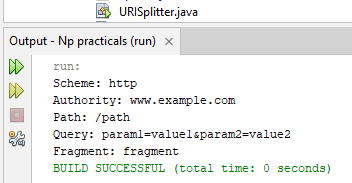 URISplitter.java
Output - Np practicals (run)
run:
Scheme: http
Authority: www.example.com
Path: /path
Query: param1=value1&param2=value2
Fragment: fragment
BUILD SUCCESSFUL (total time: 0 seconds)